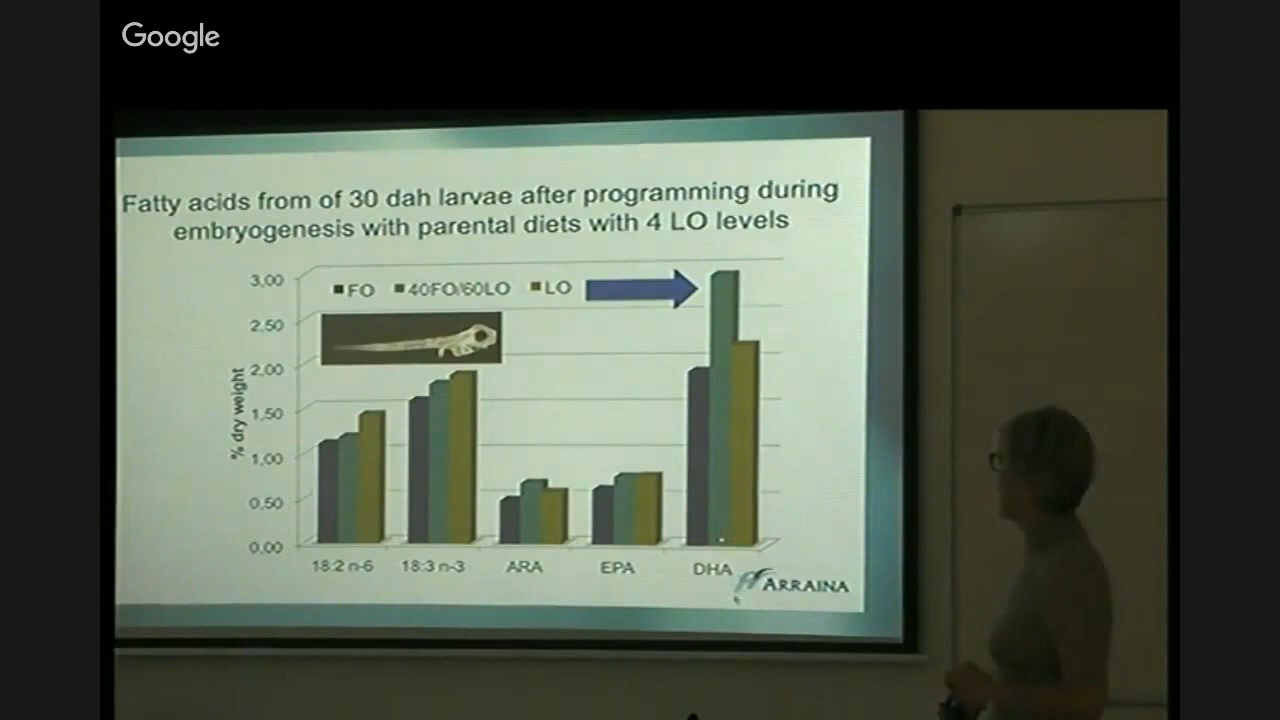 Google
Fatty acids from of 30 dah larvae after programming during
embryogenesis with parental diets with 4 LO levels
FO 40FO/60LO LO
% dry weight
3,00
2,50
2,00
1,50
1,00
0,50
0,00
18:2 n-6 18:3 n-3 ARA EPA DHA
ARRAINA